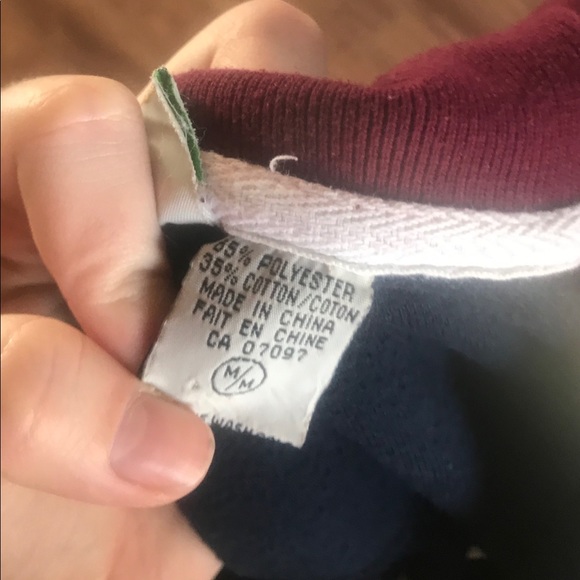 65% POLYESTER
35% COTTON/COTON
MADE IN CHINA
FAIT EN CHINE
CA 07097
M/M